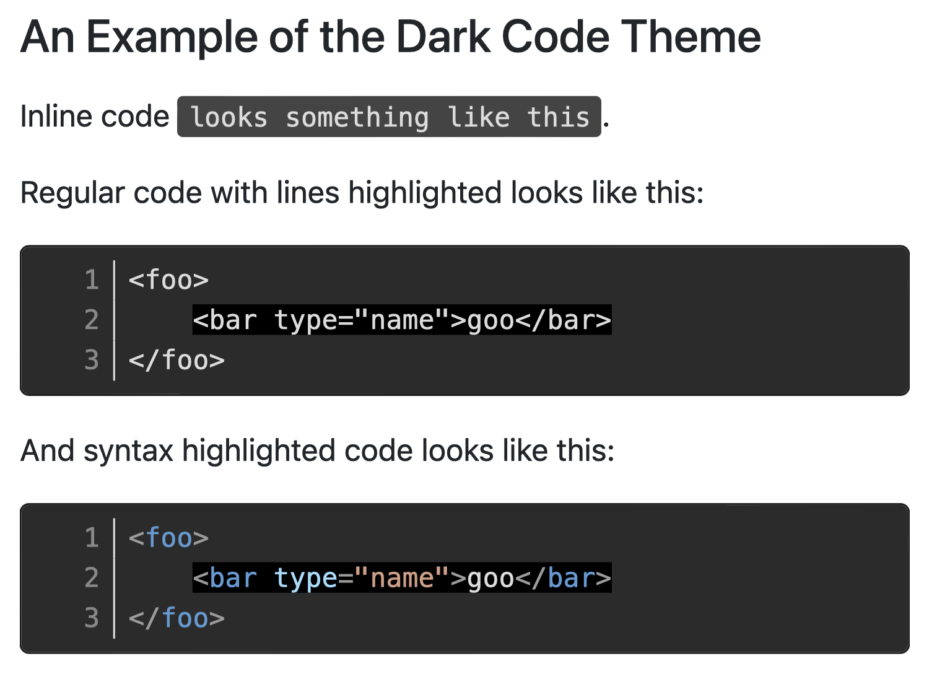 An Example of the Dark Code Theme
Inline code looks something like this.
Regular code with lines highlighted looks like this:
1 <foo>
2     <bar type="name">goo</bar>
3 </foo>
And syntax highlighted code looks like this:
1 <foo>
2     <bar type="name">goo</bar>
3 </foo>